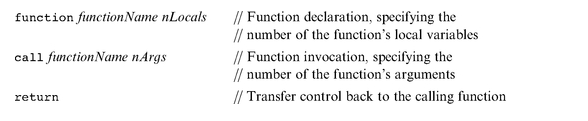 function functionName nLocals // Function declaration, specifying the
// number of the function's local variables
call functionName nArgs // Function invocation, specifying the
// number of the function's arguments
return // Transfer control back to the calling function